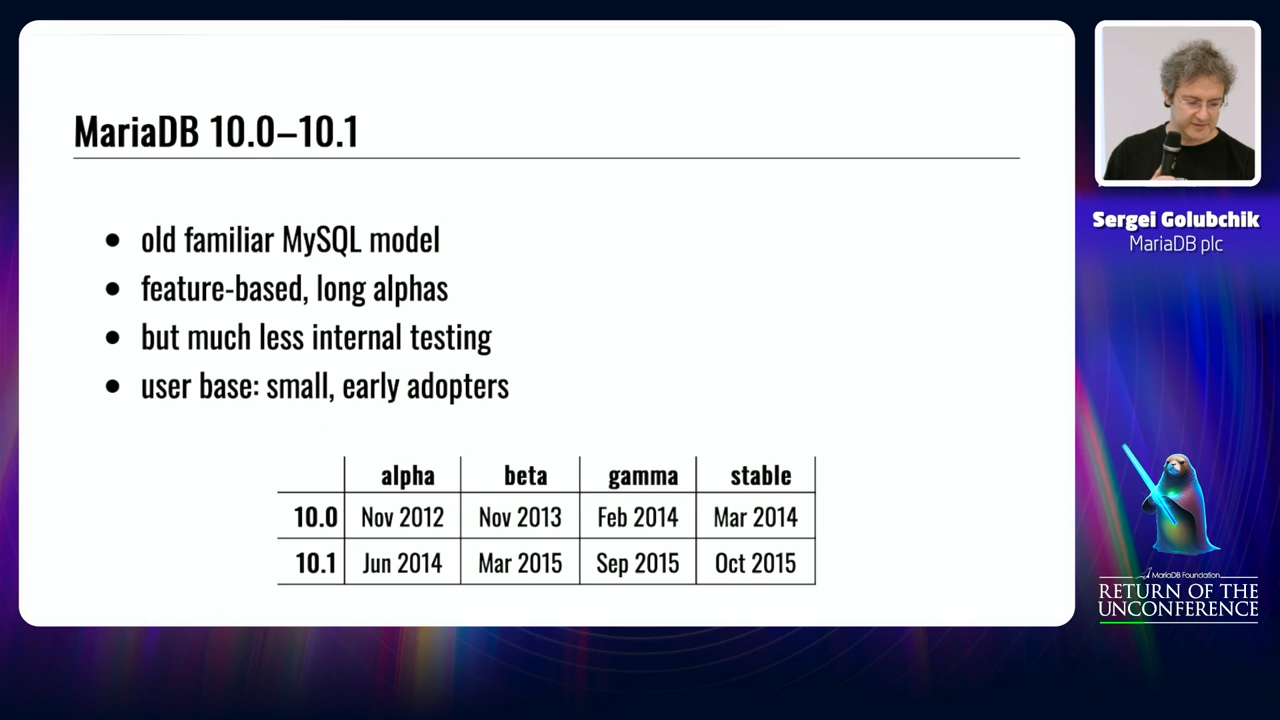 MariaDB 10.0–10.1
• old familiar MySQL model
• feature-based, long alphas
• but much less internal testing
• user base: small, early adopters
alpha beta gamma stable
10.0 Nov 2012 Nov 2013 Feb 2014 Mar 2014
10.1 Jun 2014 Mar 2015 Sep 2015 Oct 2015
Sergei Golubchik
MariaDB plc
MariaDB Foundation
RETURN OF THE
UNCONFERENCE